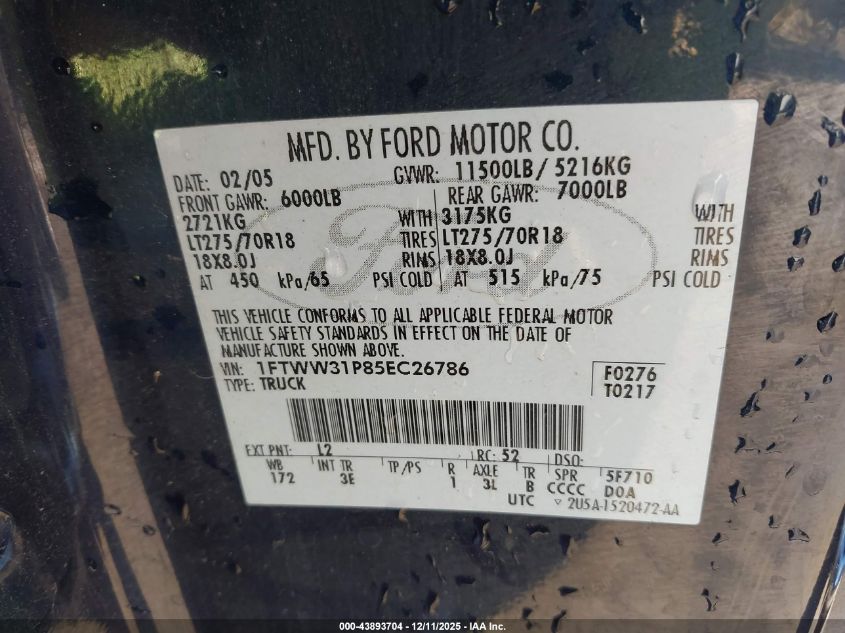 MFD. BY FORD MOTOR CO.
DATE: 02/05 GVWR: 11500LB/ 5216KG
FRONT GAWR: 6000LB REAR GAWR: 7000LB
2721KG WITH 3175KG WITH
LT275/70R18 TIRES LT275/70R18 TIRES
18X8.0J RIMS 18X8.0J RIMS
AT 450 kPa/65 PSI COLD AT 515 kPa/75 PSI COLD
Ford
THIS VEHICLE CONFORMS TO ALL APPLICABLE FEDERAL MOTOR
VEHICLE SAFETY STANDARDS IN EFFECT ON THE DATE OF
MANUFACTURE SHOWN ABOVE.
VIN: 1FTWW31P85EC26786 F0276
TYPE: TRUCK T0217
EXT PNT: L2 RC: 52 DSO:
WB INT TR TP/PS R AXLE TR SPR 5F710
172 3E 1 3L B CCCC DOA
UTC ▿ 2U5A-1520472-AA
000-43893704 - 12/11/2025 - IAA Inc.